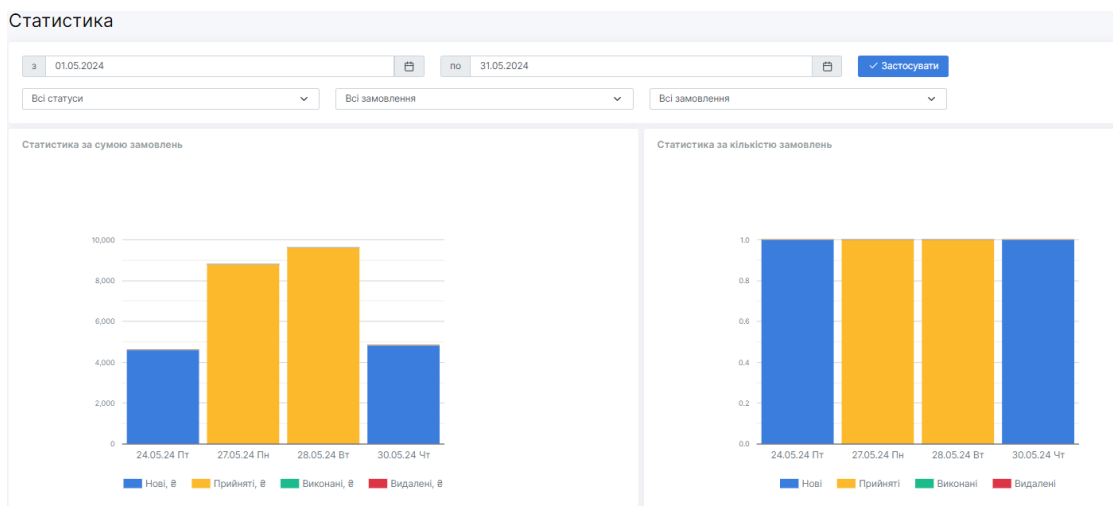 Статистика
з 01.05.2024 по 31.05.2024 Застосувати
Всі статуси Всі замовлення Всі замовлення
Статистика за сумою замовлень
10,000
8,000
6,000
4,000
2,000
0
24.05.24 Пт 27.05.24 Пн 28.05.24 Вт 30.05.24 Чт
Нові, ₴ Прийняті, ₴ Виконані, ₴ Видалені, ₴
Статистика за кількістю замовлень
1.0
0.8
0.6
0.4
0.2
0.0
24.05.24 Пт 27.05.24 Пн 28.05.24 Вт 30.05.24 Чт
Нові Прийняті Виконані Видалені